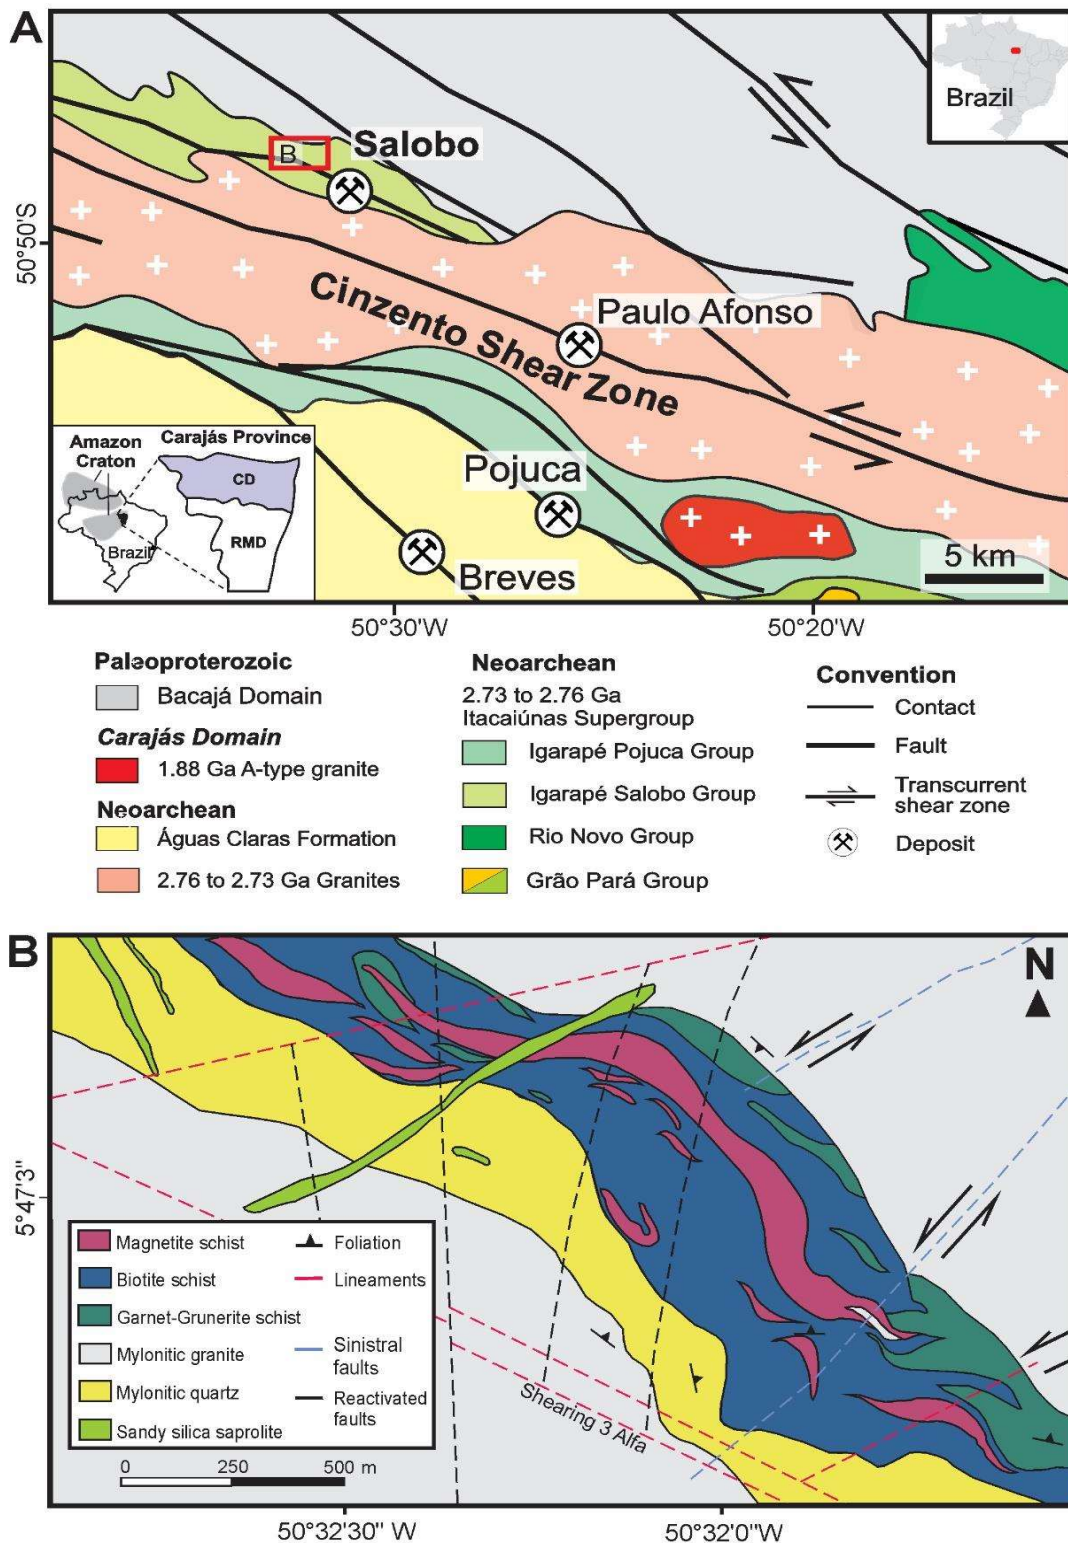 A
Brazil
B
Salobo
50°50'S
Cinzento Shear Zone
Paulo Afonso
Pojuca
Breves
Amazon
Craton
Carajás Province
CD
RMD
Brazil
5 km
50°30'W
50°20'W
Paleoproterozoic
Bacajá Domain
Carajás Domain
1.88 Ga A-type granite
Neoarchean
Águas Claras Formation
2.76 to 2.73 Ga Granites
Neoarchean
2.73 to 2.76 Ga
Itacaiúnas Supergroup
Igarapé Pojuca Group
Igarapé Salobo Group
Rio Novo Group
Grão Pará Group
Convention
Contact
Fault
Transcurrent
shear zone
Deposit
B
N
5°47'3"
Shearing 3 Alfa
Magnetite schist
Biotite schist
Garnet-Grunerite schist
Mylonitic granite
Mylonitic quartz
Sandy silica saprolite
Foliation
Lineaments
Sinistral
faults
Reactivated
faults
0 250 500 m
50°32'30" W
50°32'0" W